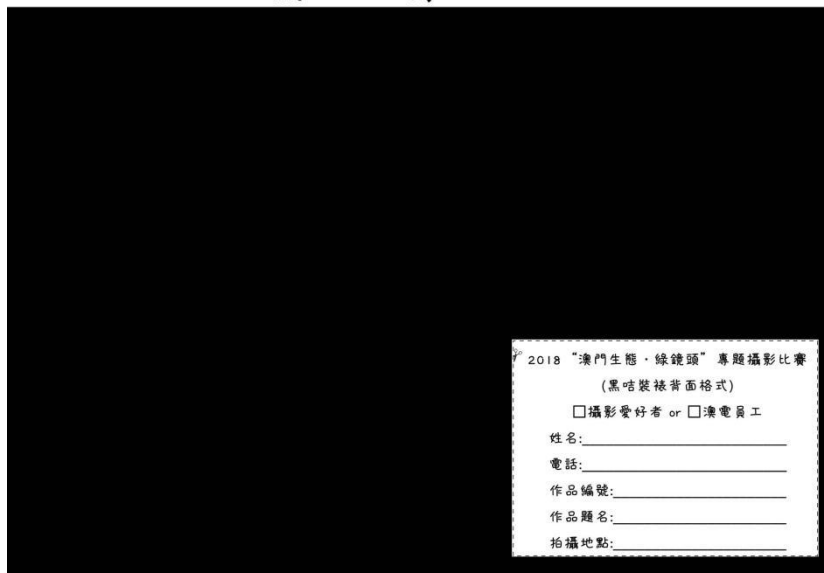 2018 “澳門生態．綠鏡頭” 專題攝影比賽
(黑咭裝裱背面格式)
□攝影愛好者 or □澳電員工
姓名:
電話:
作品編號:
作品題名:
拍攝地點: